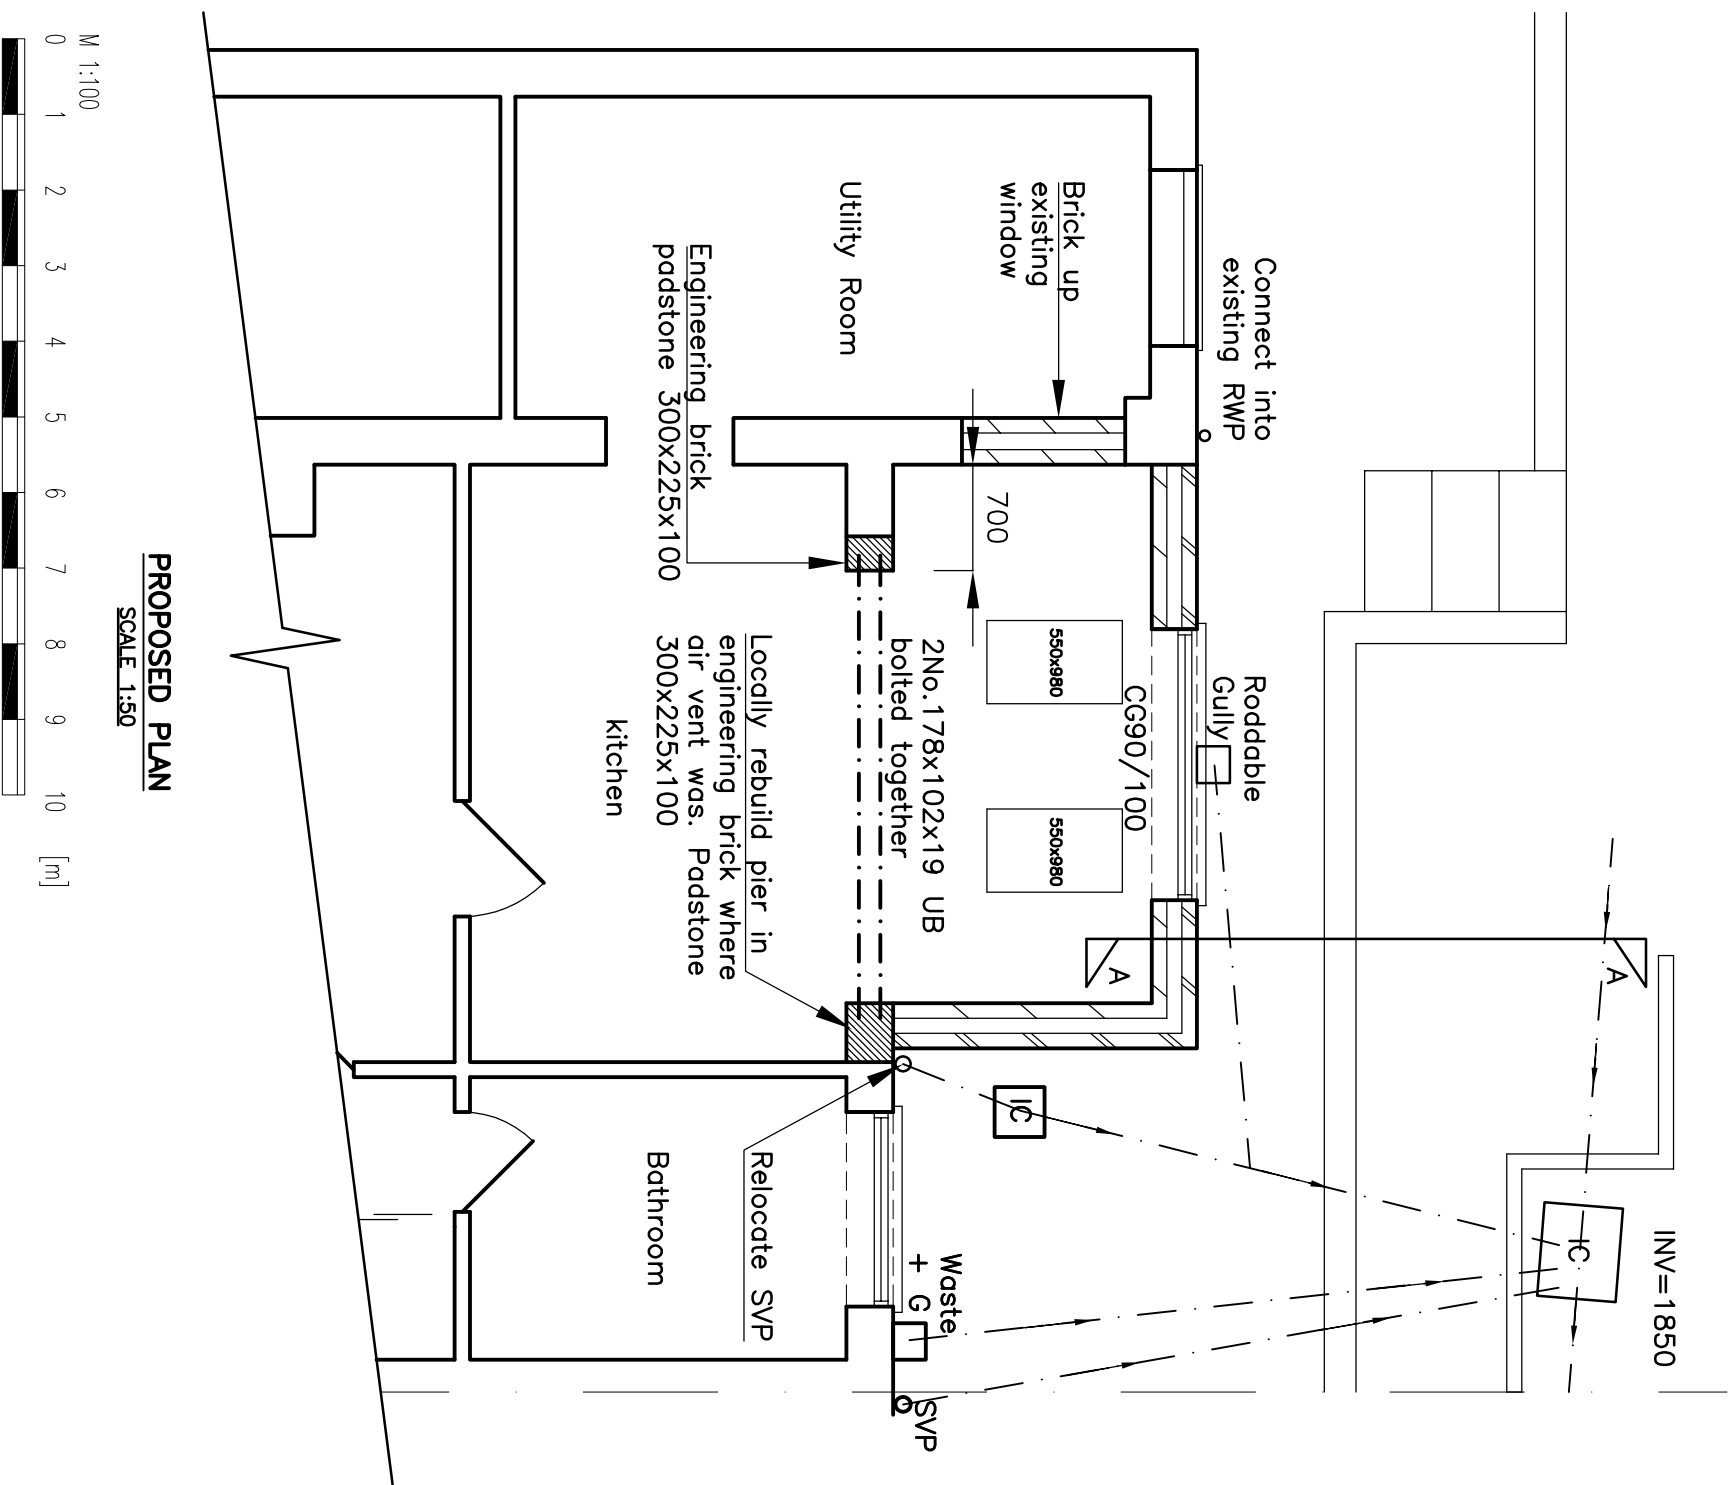 Connect into
existing RWP
Brick up
existing
window
Utility Room
Engineering brick
padstone 300x225x100
700
550x980
550x980
CG90/100
Roddable
Gully
2No.178x102x19 UB
bolted together
Locally rebuild pier in
engineering brick where
air vent was. Padstone
300x225x100
kitchen
A
A
IC
IC
INV=1850
Relocate SVP
Bathroom
Waste
+ G
SVP
PROPOSED PLAN
SCALE 1:50
M 1:100
0 1 2 3 4 5 6 7 8 9 10 [m]